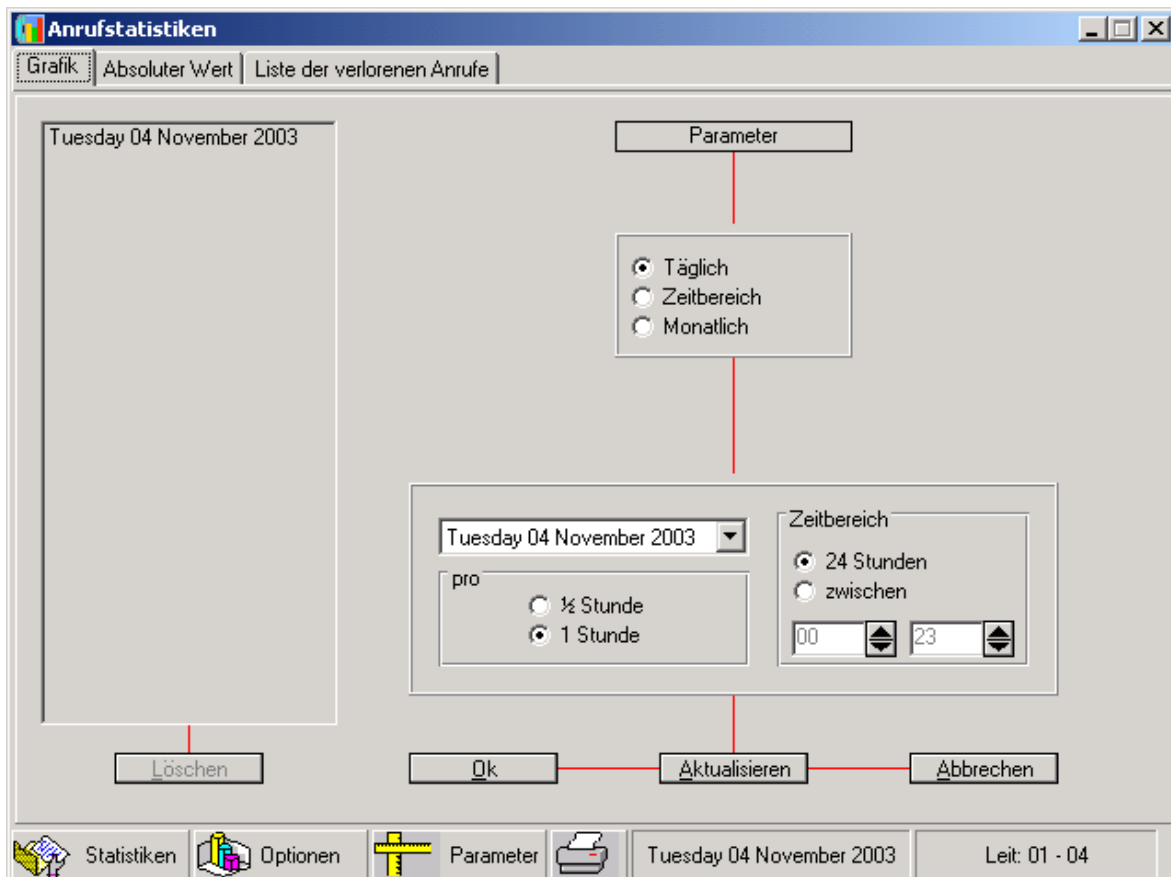 Anrufstatistiken
Grafik Absoluter Wert Liste der verlorenen Anrufe
Tuesday 04 November 2003
Parameter
Täglich
Zeitbereich
Monatlich
Tuesday 04 November 2003
pro
½ Stunde
1 Stunde
Zeitbereich
24 Stunden
zwischen
00 23
Löschen Ok Aktualisieren Abbrechen
Statistiken Optionen Parameter Tuesday 04 November 2003 Leit: 01 - 04